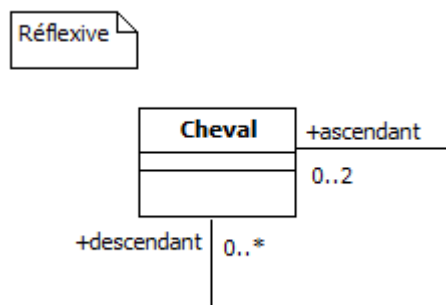 Réflexive
Cheval
+ascendant
0..2
+descendant
0..*